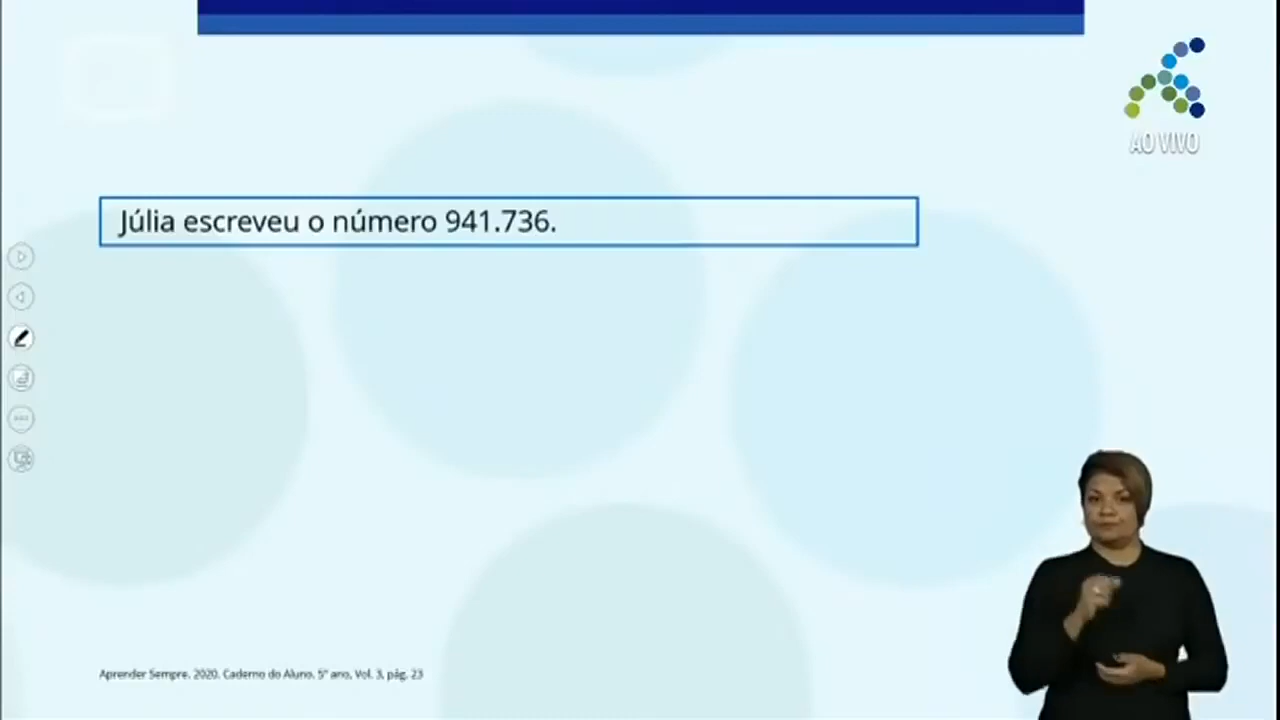 AO VIVO
Júlia escreveu o número 941.736.
Aprender Sempre. 2020. Caderno do Aluno. 5º ano, Vol. 3, pág. 23